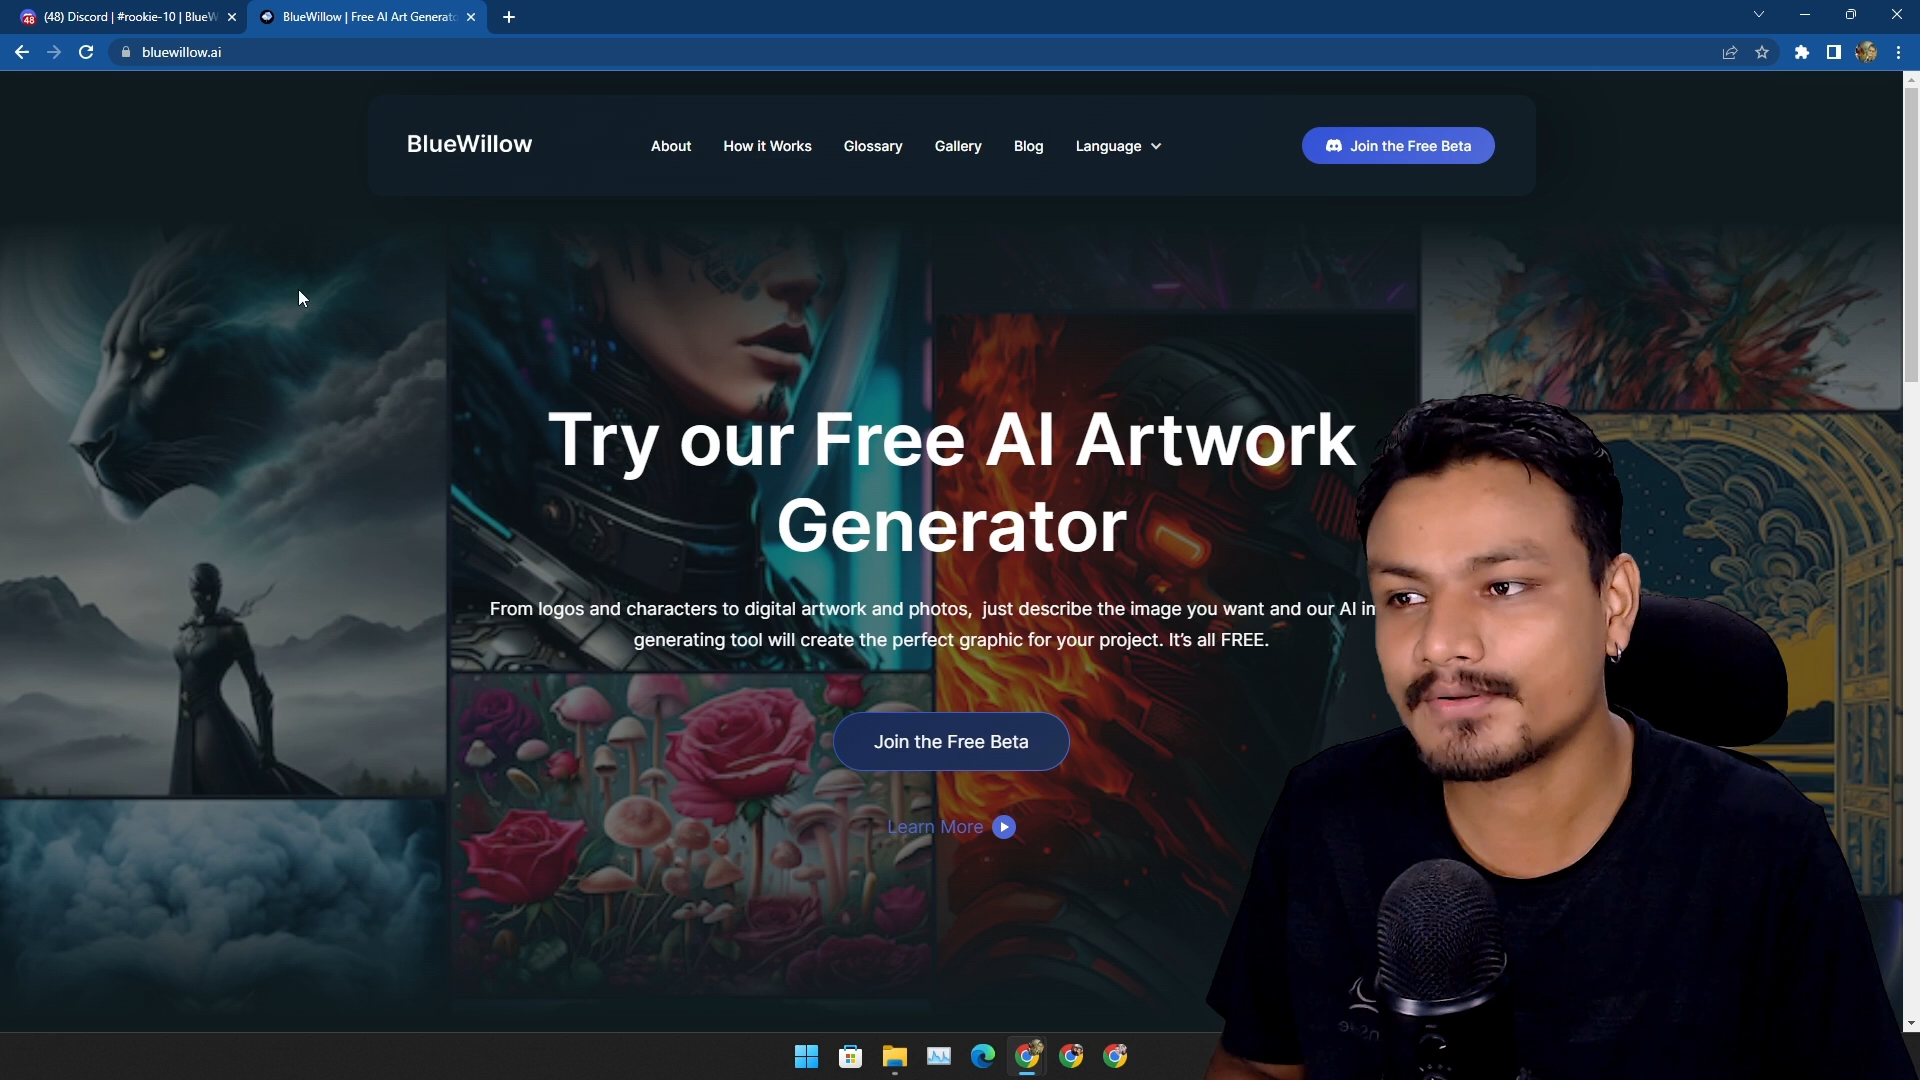 (48) Discord | #rookie-10 | BlueW
BlueWillow | Free AI Art Generato
bluewillow.ai
BlueWillow
About
How it Works
Glossary
Gallery
Blog
Language
Join the Free Beta
Try our Free AI Artwork
Generator
From logos and characters to digital artwork and photos, just describe the image you want and our AI im
generating tool will create the perfect graphic for your project. It’s all FREE.
Join the Free Beta
Learn More